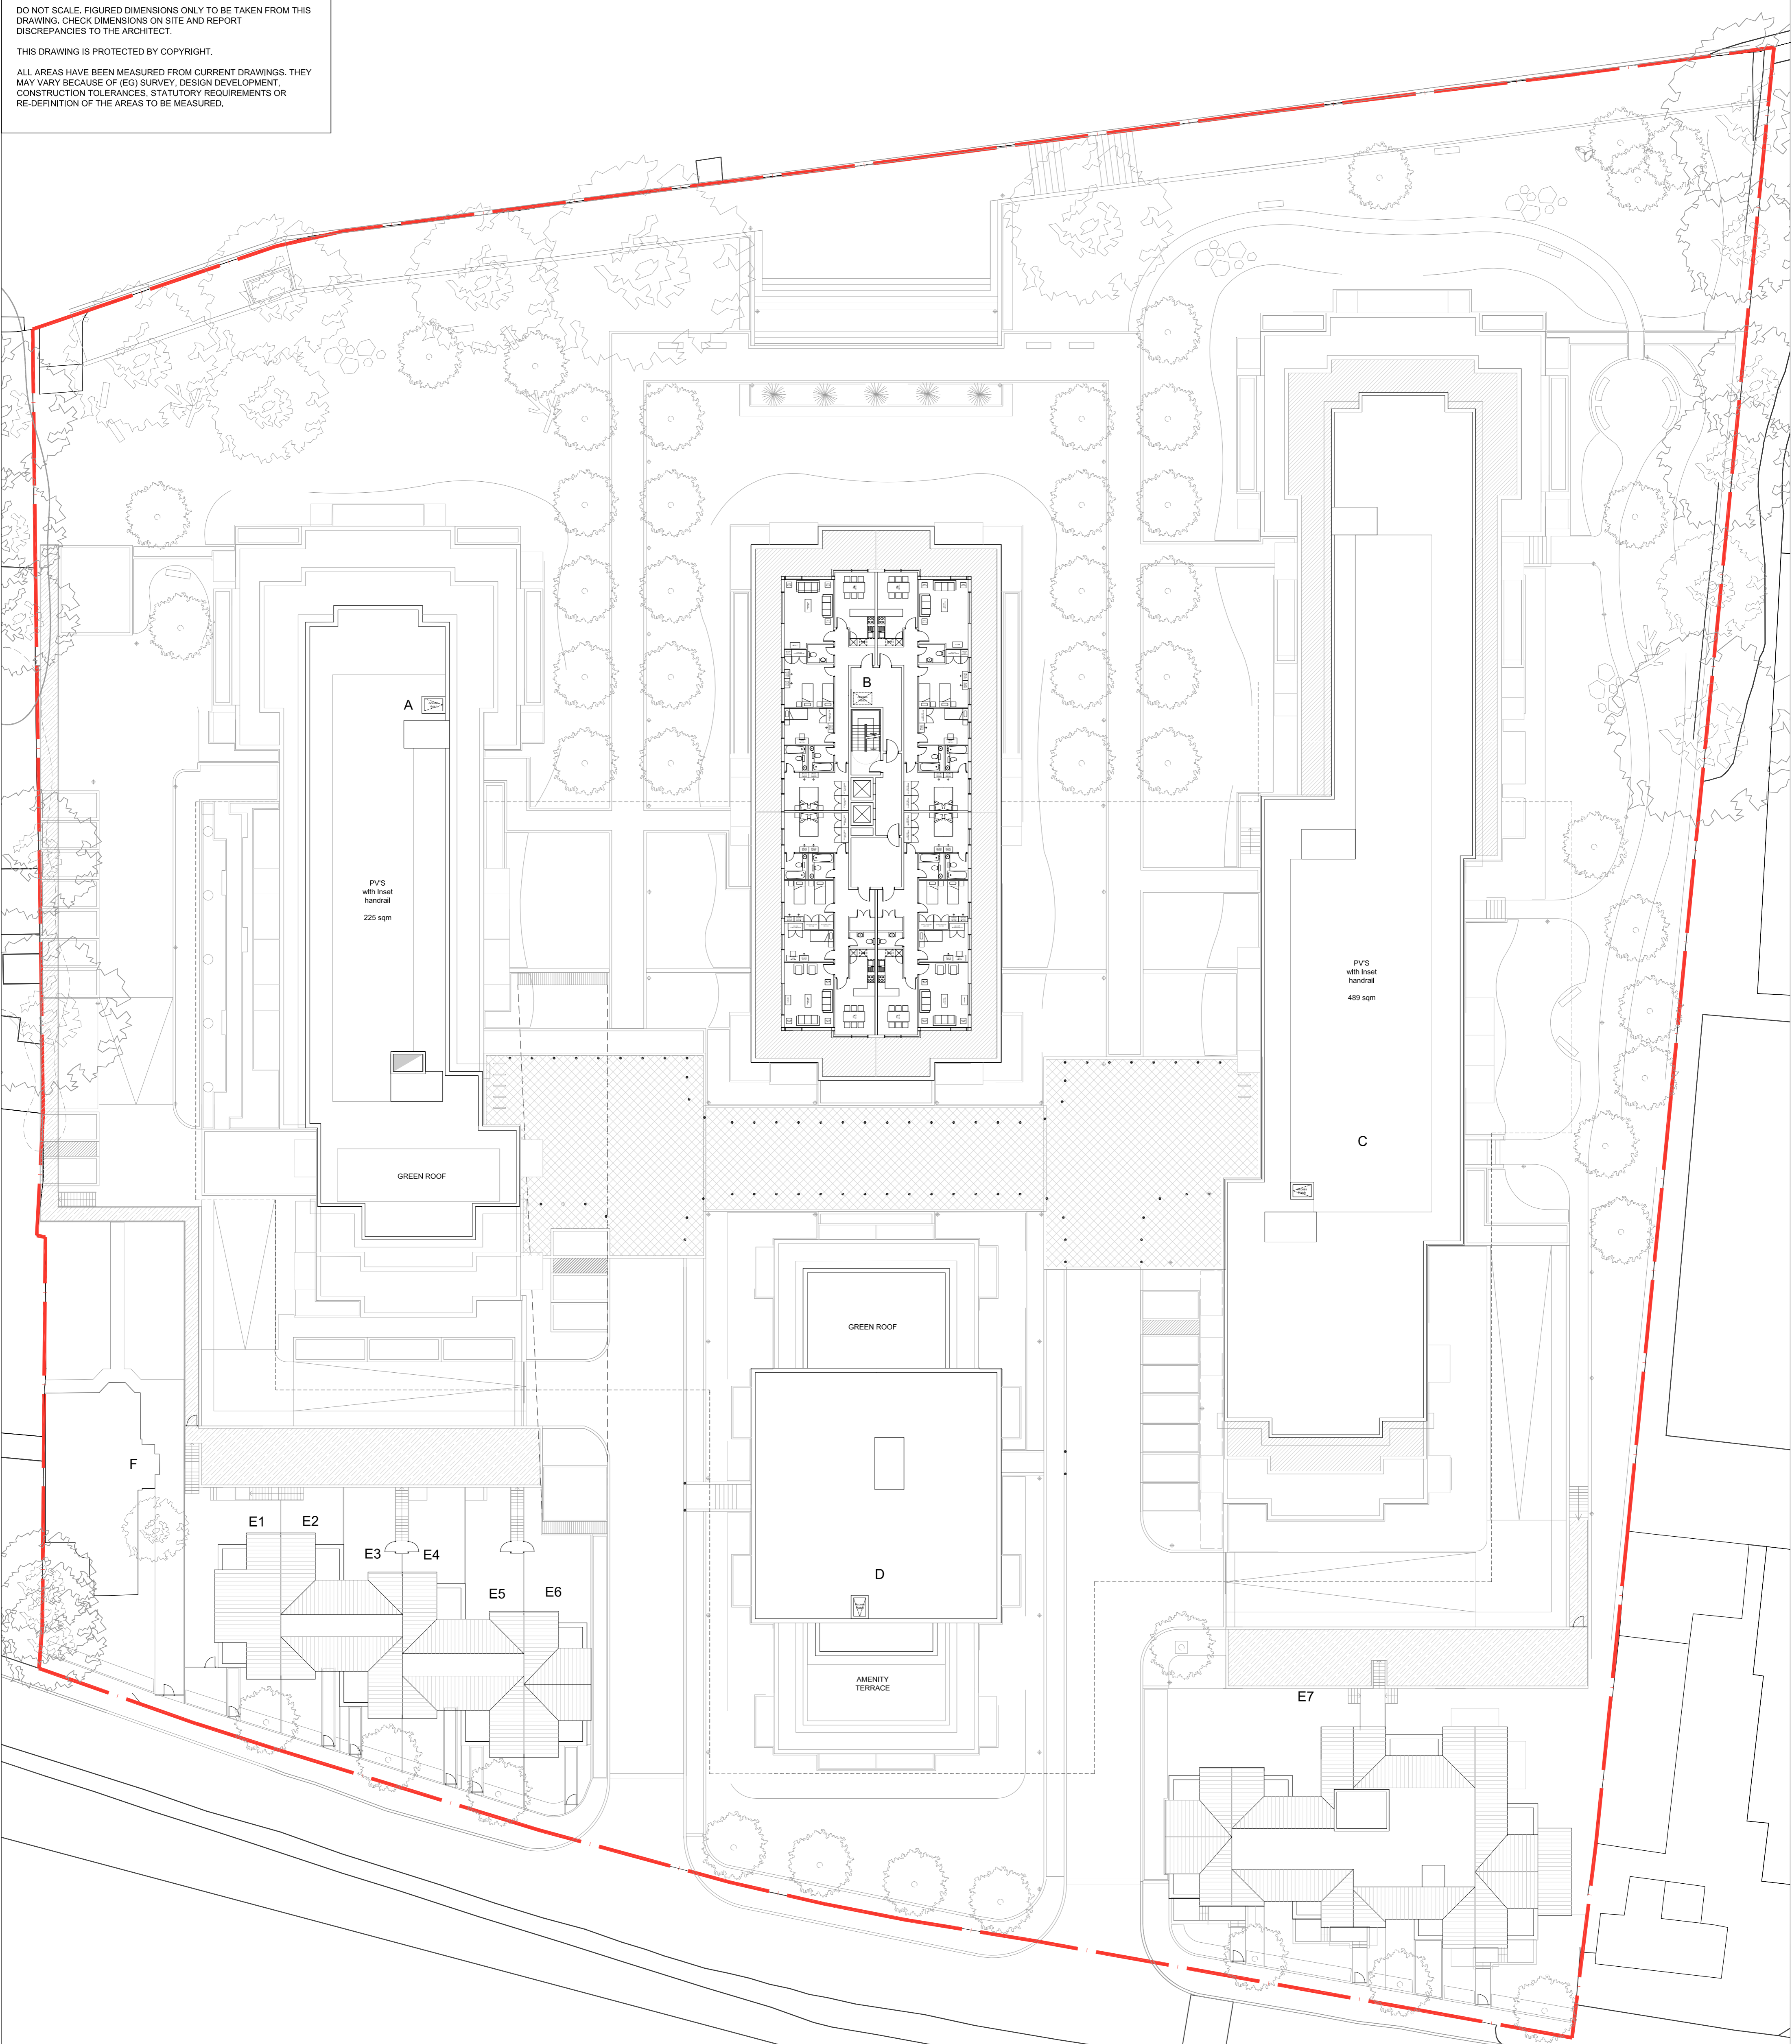 DO NOT SCALE. FIGURED DIMENSIONS ONLY TO BE TAKEN FROM THIS
DRAWING. CHECK DIMENSIONS ON SITE AND REPORT
DISCREPANCIES TO THE ARCHITECT.
THIS DRAWING IS PROTECTED BY COPYRIGHT.
ALL AREAS HAVE BEEN MEASURED FROM CURRENT DRAWINGS. THEY
MAY VARY BECAUSE OF (EG) SURVEY, DESIGN DEVELOPMENT,
CONSTRUCTION TOLERANCES, STATUTORY REQUIREMENTS OR
RE-DEFINITION OF THE AREAS TO BE MEASURED.
B
A
PV'S
with inset
handrail
225 sqm
PV'S
with inset
handrail
489 sqm
C
GREEN ROOF
GREEN ROOF
F
E1
E2
E3
E4
E5
E6
D
AMENITY
TERRACE
E7